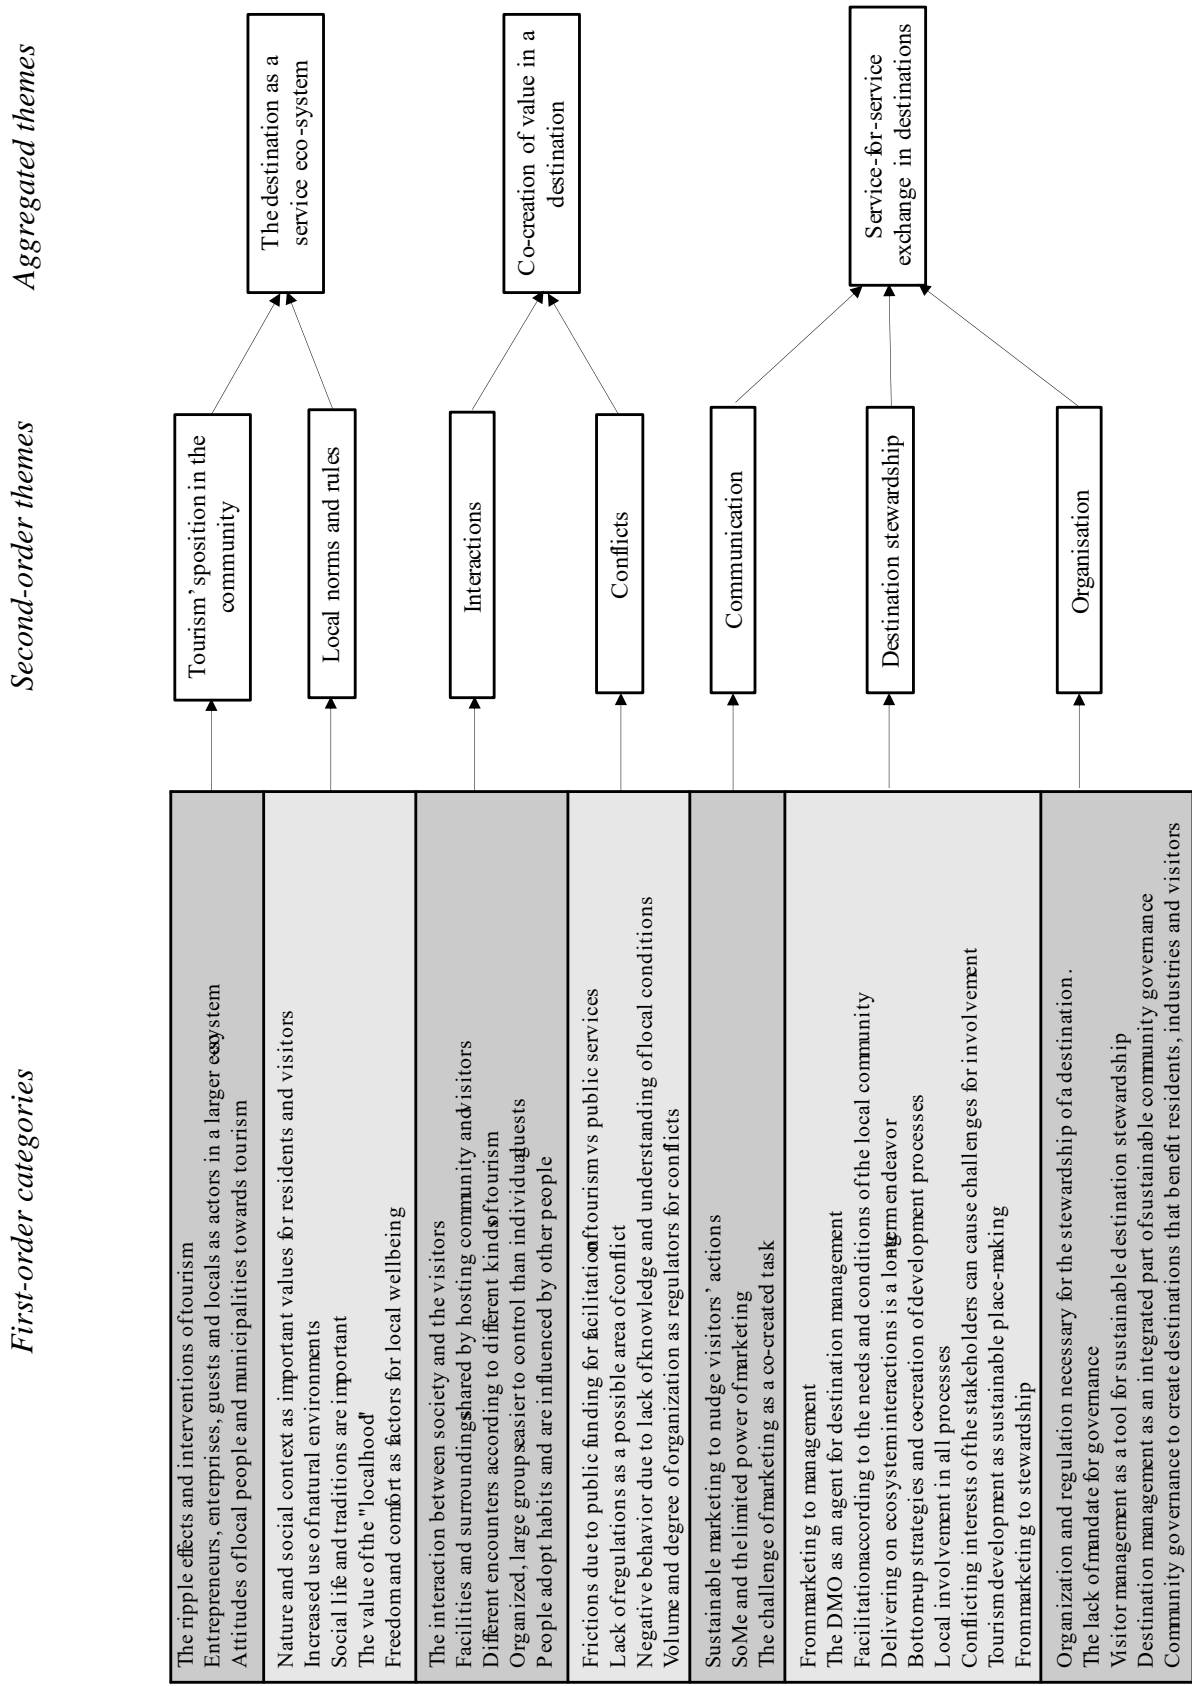 First-order categories
Second-order themes
Aggregated themes
The ripple effects and interventions of tourism
Entrepreneurs, enterprises, guests and locals as actors in a larger ecosystem
Attitudes of local people and municipalities towards tourism
Nature and social context as important values for residents and visitors
Increased use of natural environments
Social life and traditions are important
The value of the "localhood"
Freedom and comfort as factors for local wellbeing
The interaction between society and the visitors
Facilities and surroundings shared by hosting community and visitors
Different encounters according to different kinds of tourism
Organized, large groups easier to control than individual guests
People adopt habits and are influenced by other people
Frictions due to public funding for facilitation of tourism vs public services
Lack of regulations as a possible area of conflict
Negative behavior due to lack of knowledge and understanding of local conditions
Volume and degree of organization as regulators for conflicts
Sustainable marketing to nudge visitors' actions
SoMe and the limited power of marketing
The challenge of marketing as a co-created task
From marketing to management
The DMO as an agent for destination management
Facilitation according to the needs and conditions of the local community
Delivering on ecosystem interactions is a long-term endeavor
Bottom-up strategies and co-creation of development processes
Local involvement in all processes
Conflicting interests of the stakeholders can cause challenges for involvement
Tourism development as sustainable place-making
From marketing to stewardship
Organization and regulation necessary for the stewardship of a destination.
The lack of mandate for governance
Visitor management as a tool for sustainable destination stewardship
Destination management as an integrated part of sustainable community governance
Community governance to create destinations that benefit residents, industries and visitors
Tourism's position in the
community
Local norms and rules
Interactions
Conflicts
Communication
Destination stewardship
Organisation
The destination as a
service eco-system
Co-creation of value in a
destination
Service-for-service
exchange in destinations